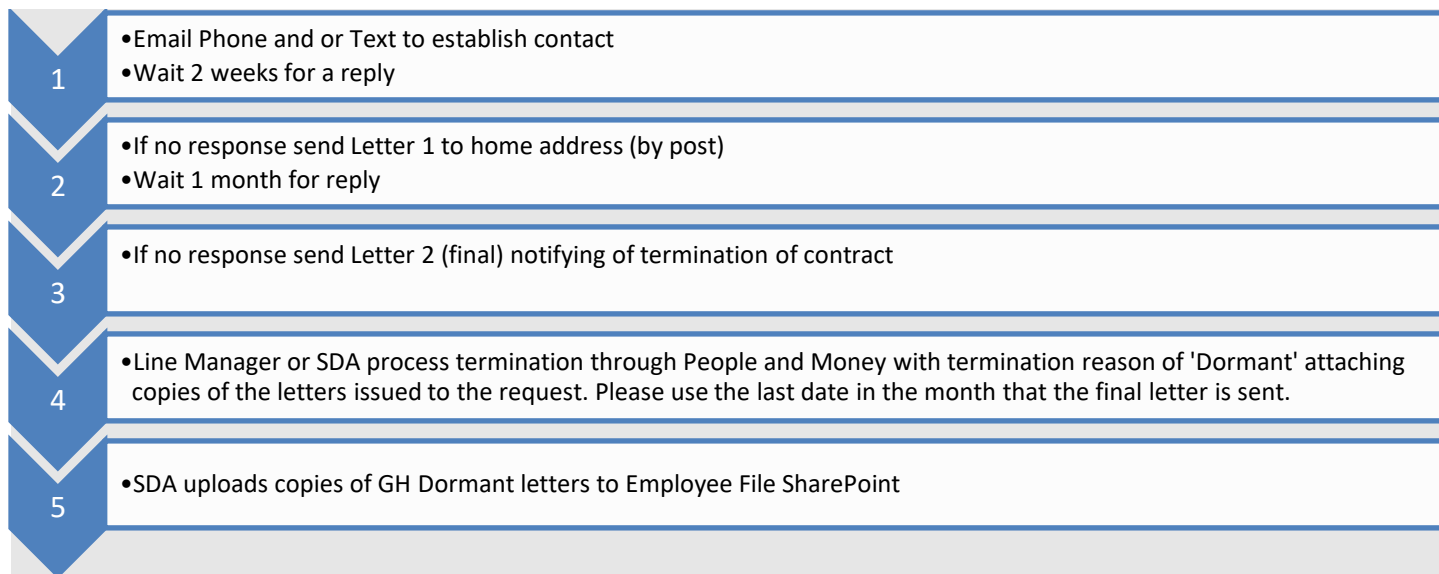 1
•Email Phone and or Text to establish contact
•Wait 2 weeks for a reply
2
•If no response send Letter 1 to home address (by post)
•Wait 1 month for reply
3
•If no response send Letter 2 (final) notifying of termination of contract
4
•Line Manager or SDA process termination through People and Money with termination reason of 'Dormant' attaching
copies of the letters issued to the request. Please use the last date in the month that the final letter is sent.
5
•SDA uploads copies of GH Dormant letters to Employee File SharePoint